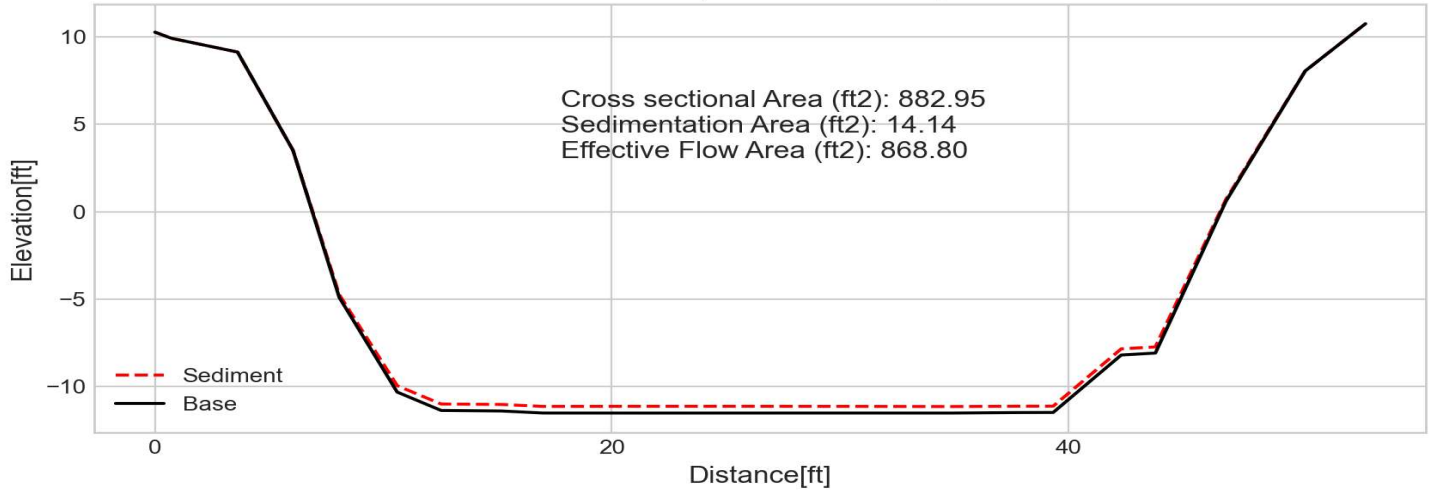 10
5
0
−5
−10
Elevation[ft]
Cross sectional Area (ft2): 882.95
Sedimentation Area (ft2): 14.14
Effective Flow Area (ft2): 868.80
Sediment
Base
0
20
40
Distance[ft]